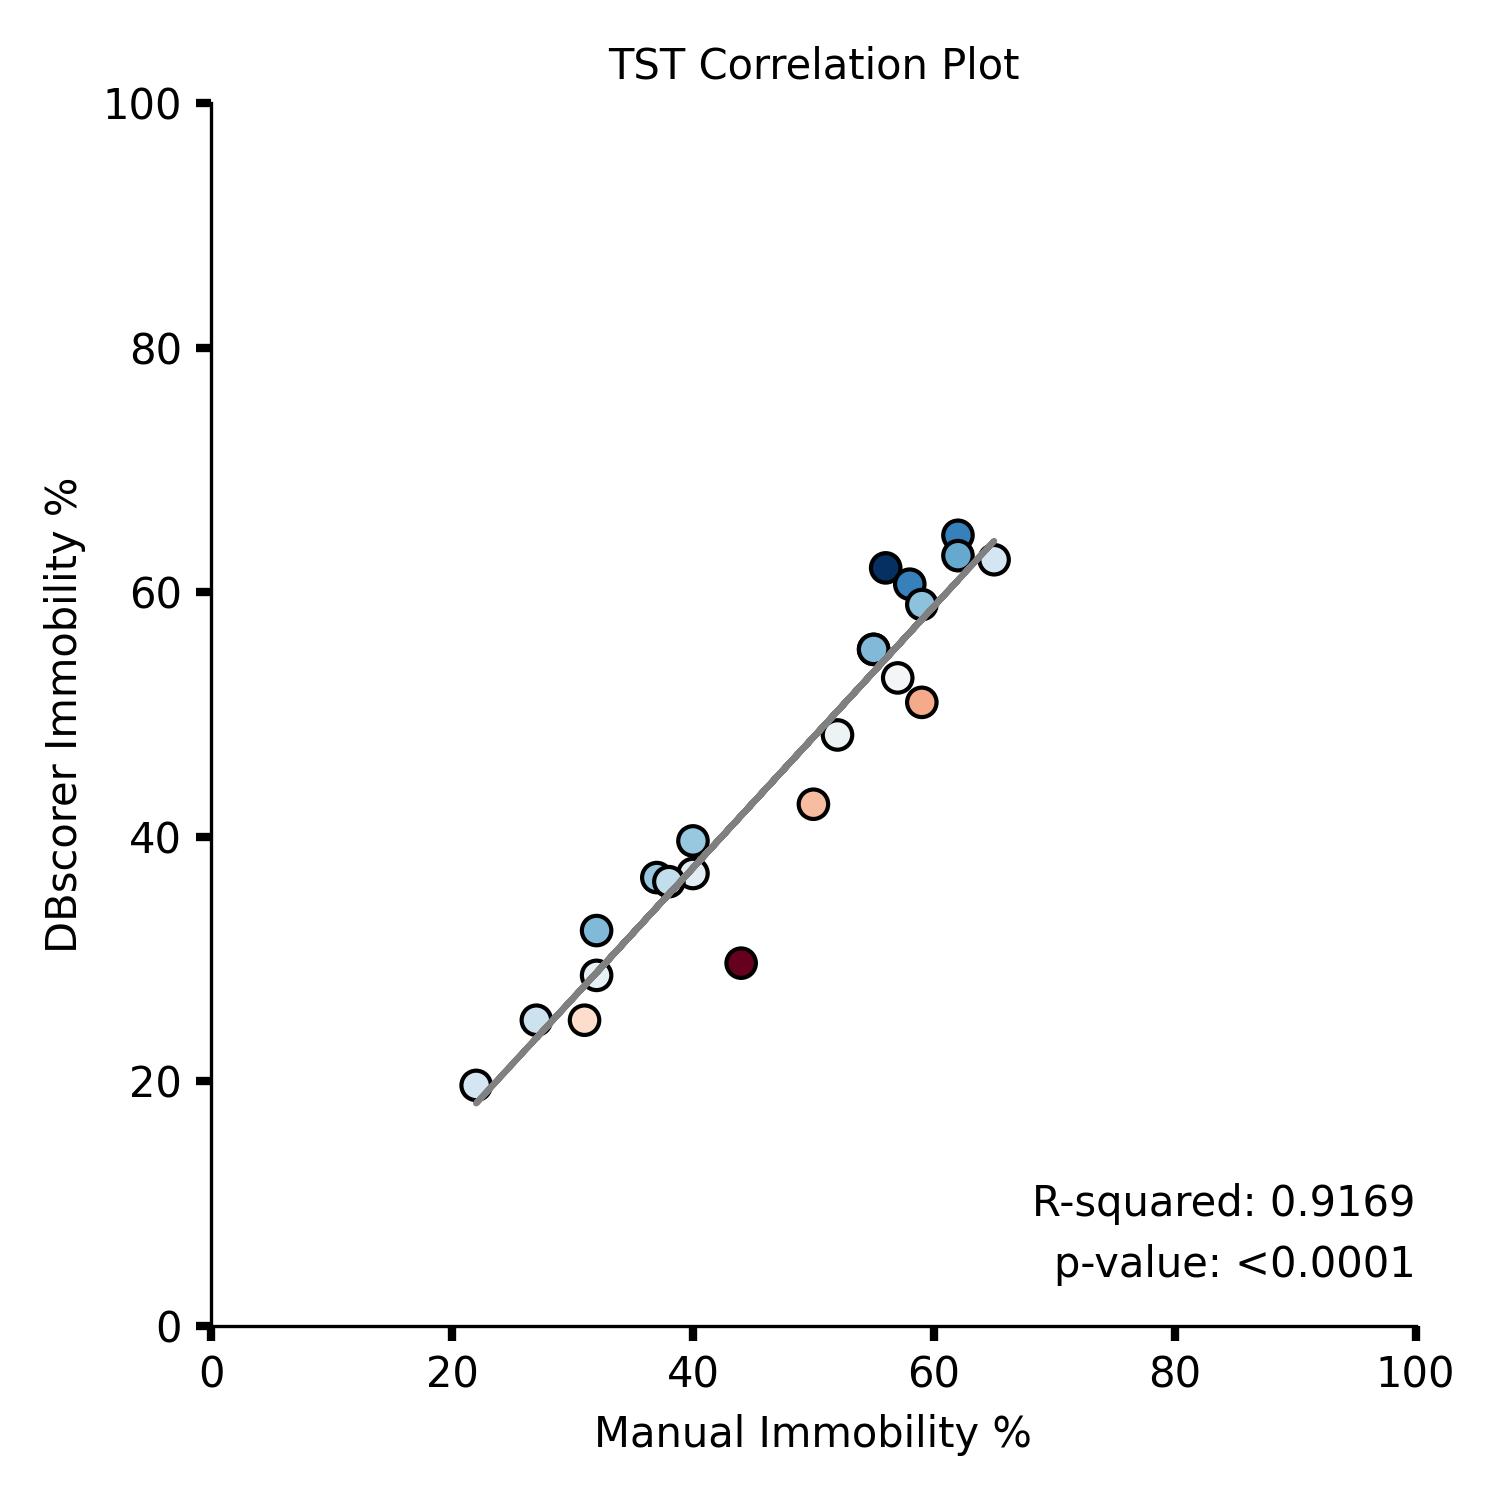 TST Correlation Plot
100
80
60
40
20
0
DBscorer Immobility %
R-squared: 0.9169
p-value: <0.0001
0 20 40 60 80 100
Manual Immobility %